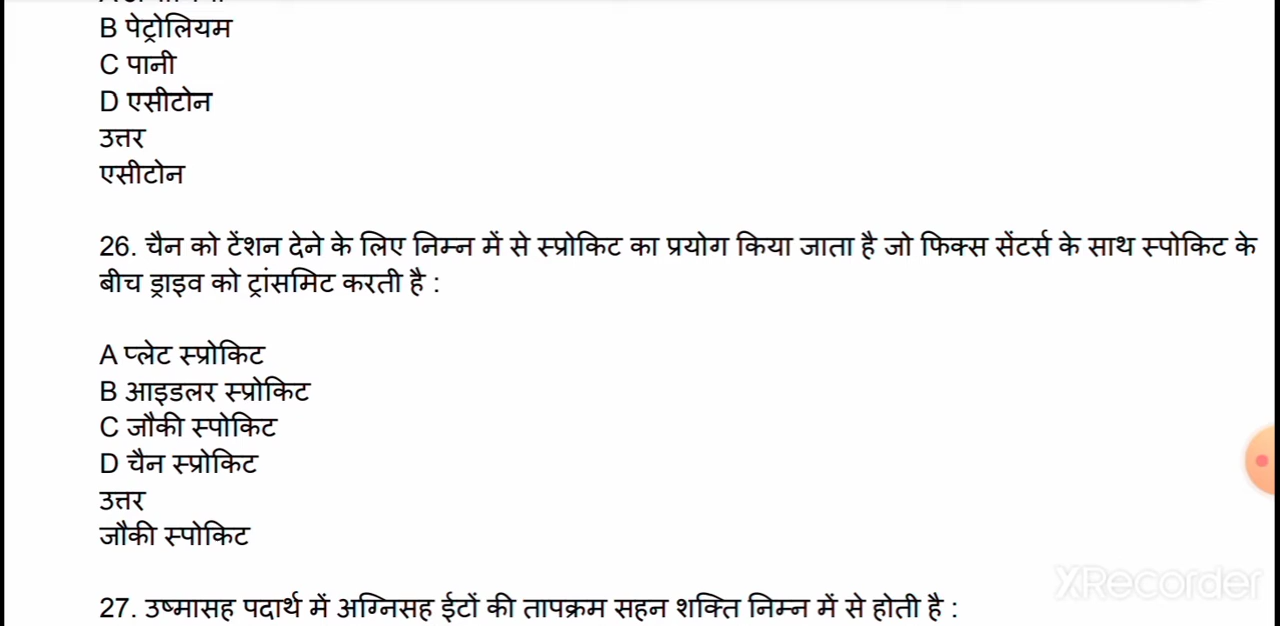 B पेट्रोलियम
C पानी
D एसीटोन
उत्तर
एसीटोन
26. चैन को टेंशन देने के लिए निम्न में से स्प्रोकिट का प्रयोग किया जाता है जो फिक्स सेंटर्स के साथ स्पोकिट के
बीच ड्राइव को ट्रांसमिट करती है :
A प्लेट स्प्रोकिट
B आइडलर स्प्रोकिट
C जौकी स्पोकिट
D चैन स्प्रोकिट
उत्तर
जौकी स्पोकिट
27. उष्मासह पदार्थ में अग्निसह ईटों की तापक्रम सहन शक्ति निम्न में से होती है :
XRecorder